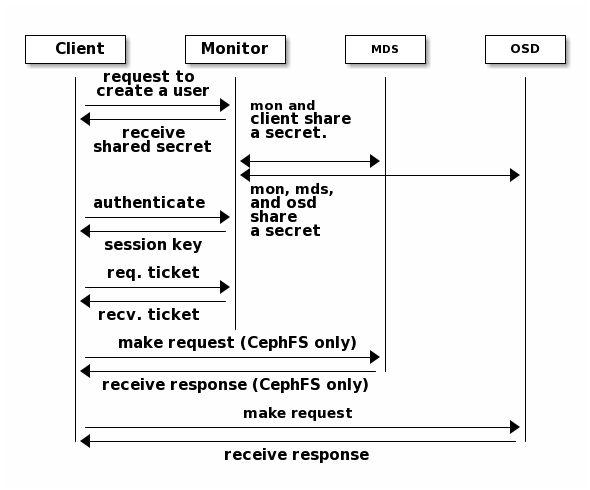 Client
Monitor
MDS
OSD
request to
create a user
mon and
client share
a secret.
receive
shared secret
mon, mds,
and osd
share
a secret
authenticate
session key
req. ticket
recv. ticket
make request (CephFS only)
receive response (CephFS only)
make request
receive response